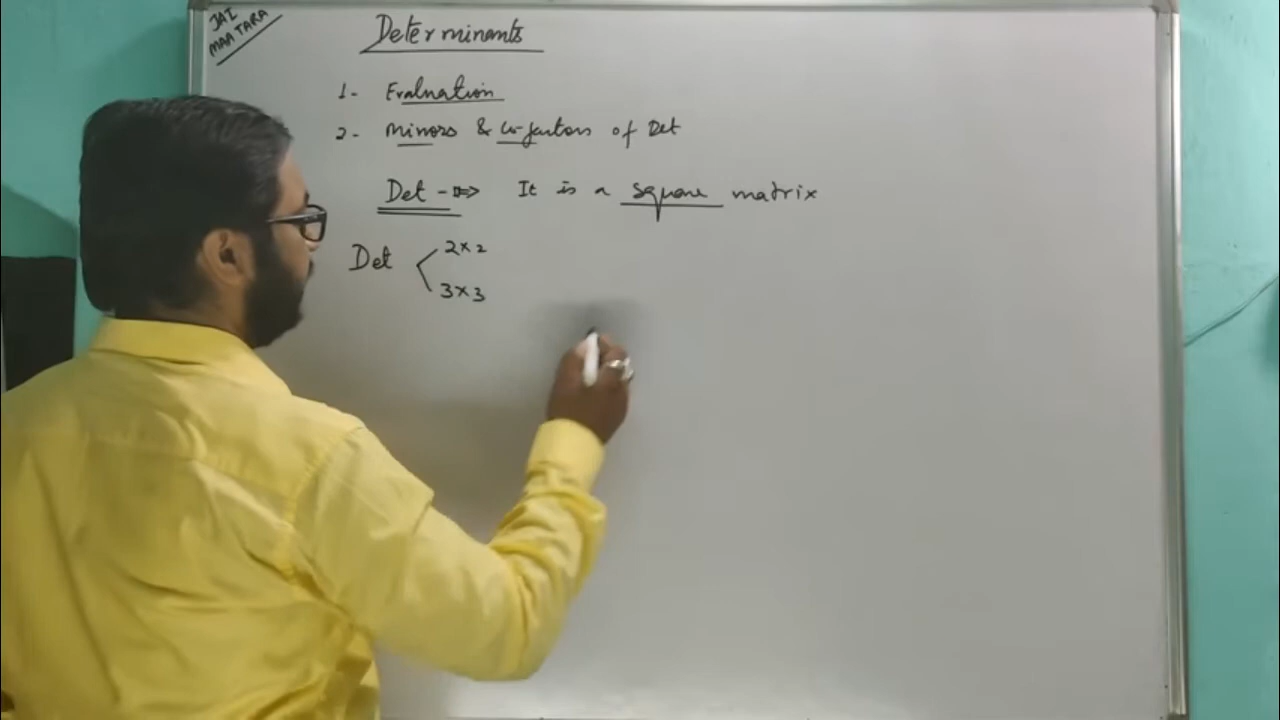 JAI
MAA TARA
Determinants
1- Evaluation
2- Minors & Co-factors of Det
Det -⇒ It is a square matrix
Det
2×2
3×3